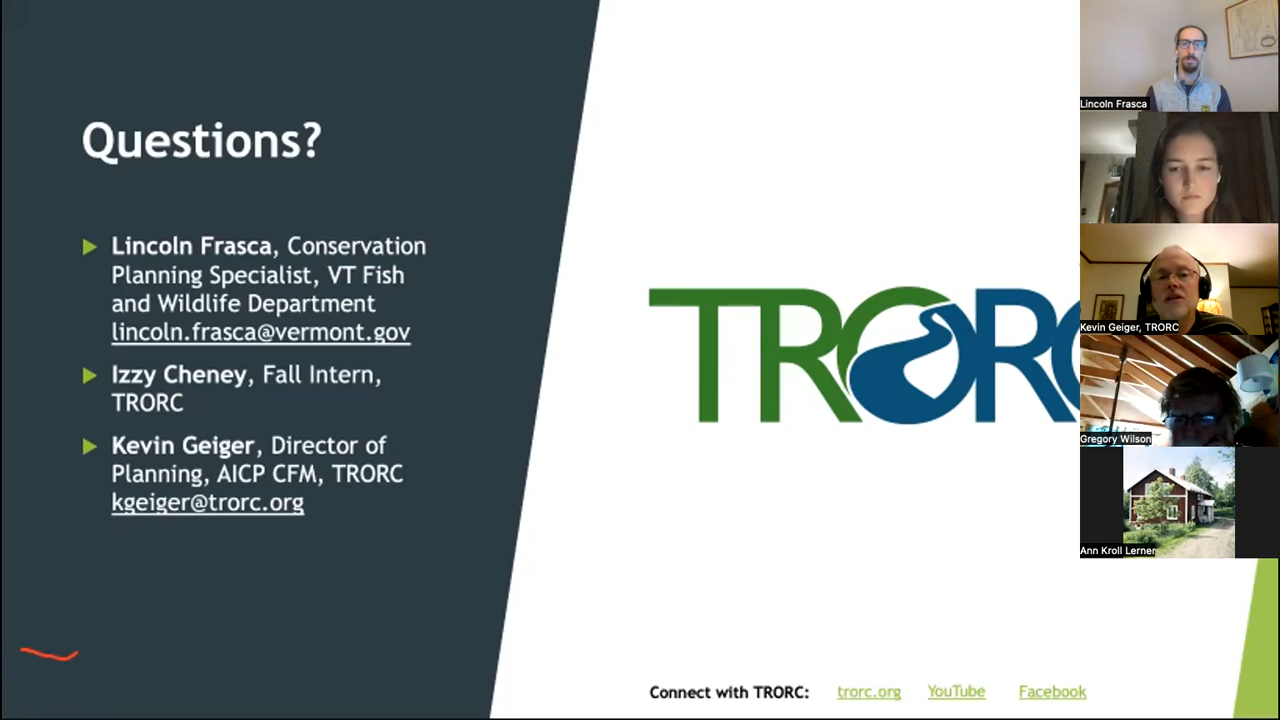 Questions?
Lincoln Frasca, Conservation
Planning Specialist, VT Fish
and Wildlife Department
lincoln.frasca@vermont.gov
Izzy Cheney, Fall Intern,
TRORC
Kevin Geiger, Director of
Planning, AICP CFM, TRORC
kgeiger@trorc.org
TRORC
Connect with TRORC: trorc.org YouTube Facebook
Lincoln Frasca
Kevin Geiger, TRORC
Gregory Wilson
Ann Kroll Lerner